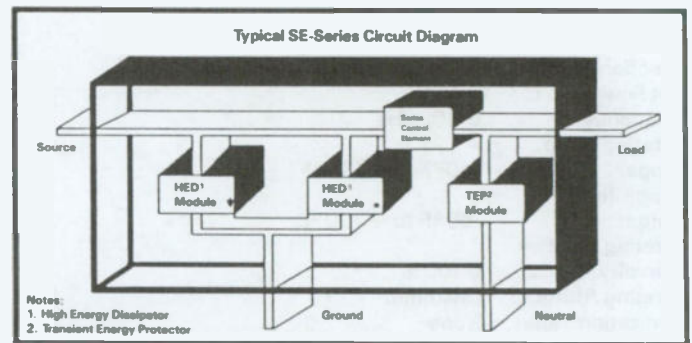 Typical SE-Series Circuit Diagram
Source
Series
Control
Element
Load
HED¹
Module
HED¹
Module
TEP²
Module
Notes:
1. High Energy Dissipator
2. Transient Energy Protector
Ground
Neutral